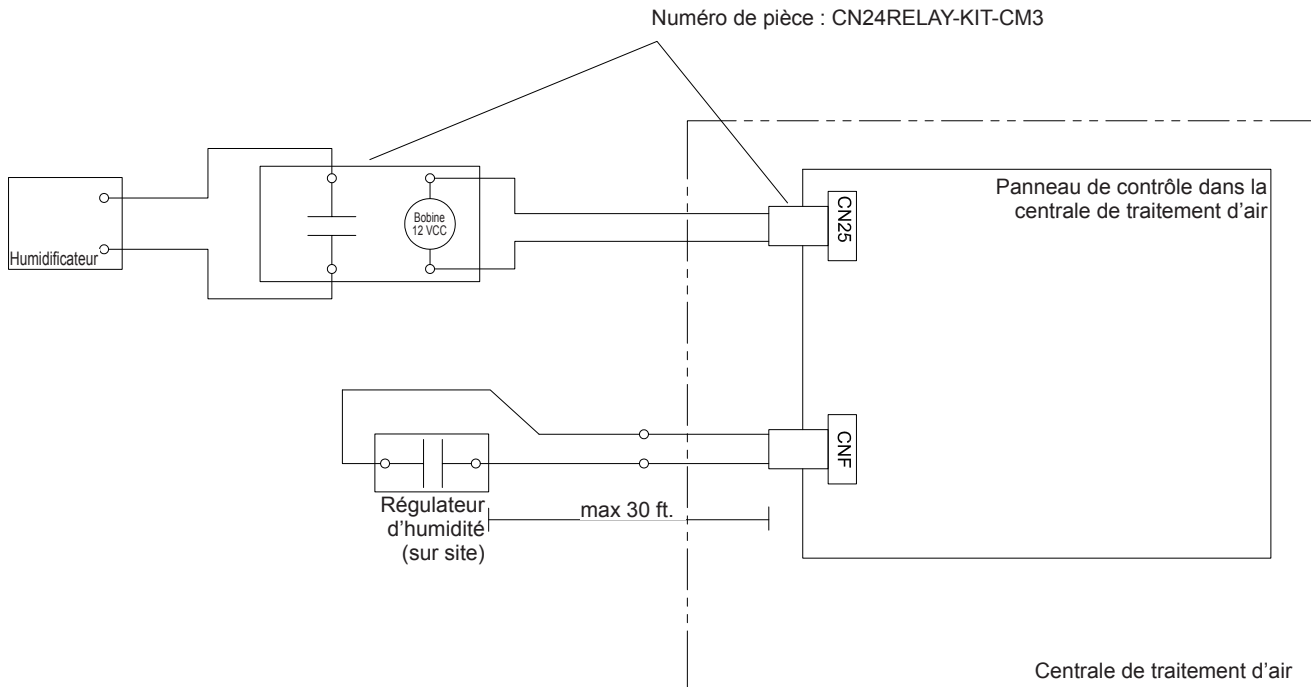 Numéro de pièce : CN24RELAY-KIT-CM3
Panneau de contrôle dans la
centrale de traitement d'air
CN25
Bobine
12 VCC
Humidificateur
CNF
Régulateur
d'humidité
(sur site)
max 30 ft.
Centrale de traitement d'air